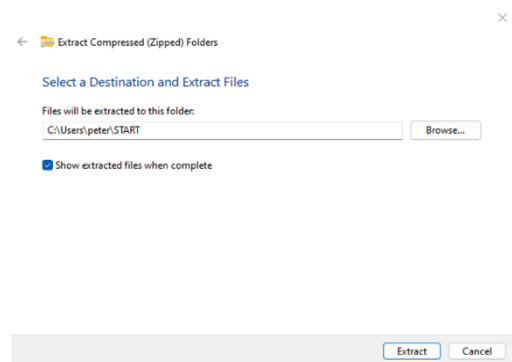 Extract Compressed (Zipped) Folders
Select a Destination and Extract Files
Files will be extracted to this folder:
C:\Users\peter\START
Browse...
Show extracted files when complete
Extract
Cancel